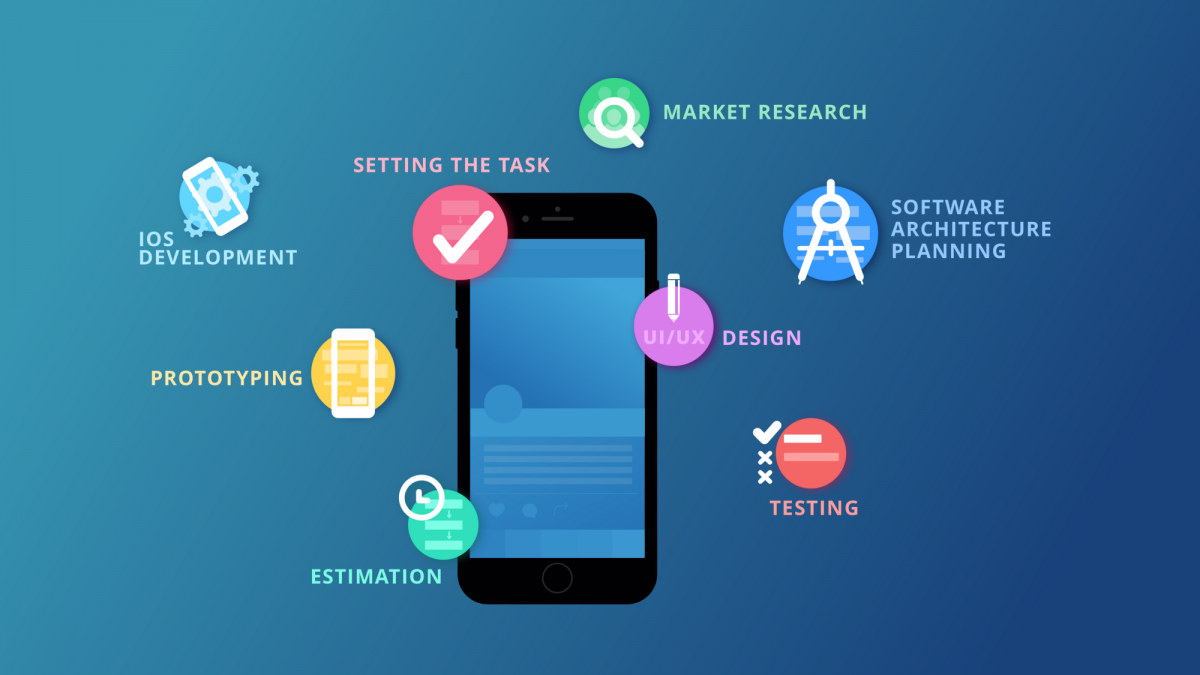 MARKET RESEARCH
SETTING THE TASK
SOFTWARE
ARCHITECTURE
PLANNING
IOS
DEVELOPMENT
UI/UX DESIGN
PROTOTYPING
TESTING
ESTIMATION